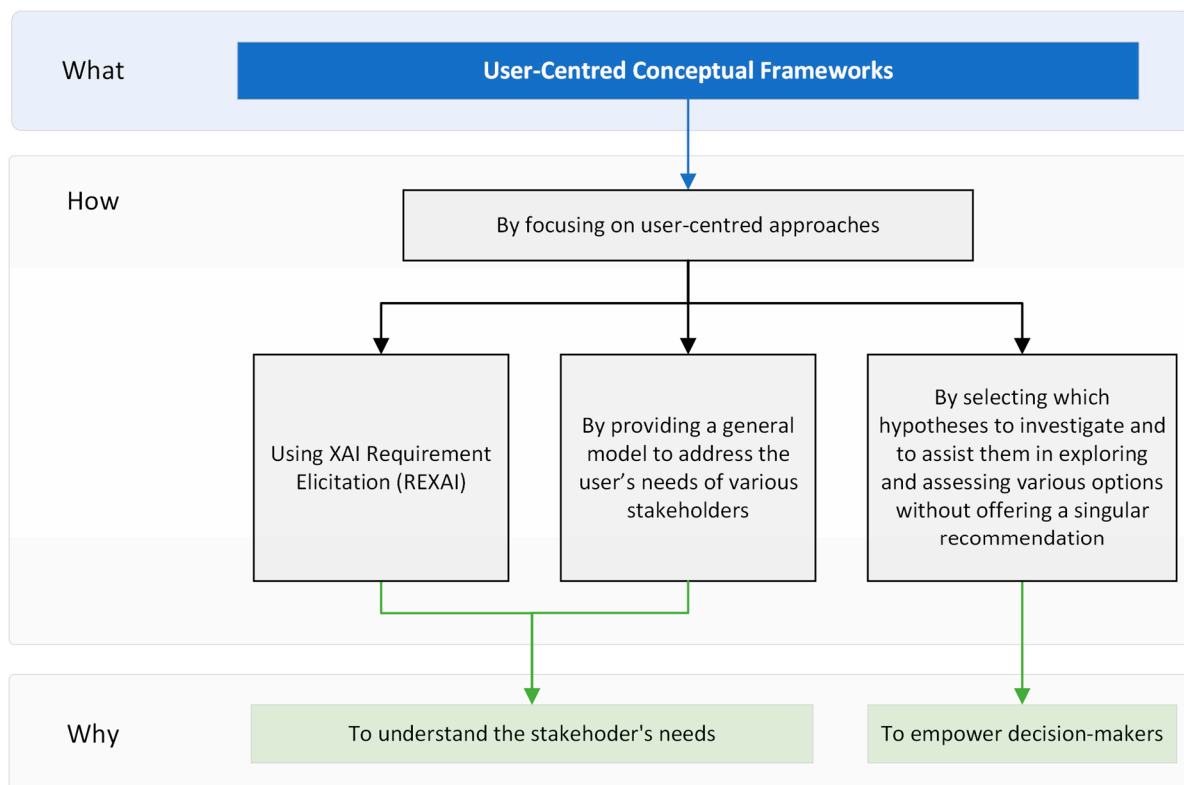 What
User-Centred Conceptual Frameworks
How
By focusing on user-centred approaches
Using XAI Requirement
Elicitation (REXAI)
By providing a general
model to address the
user’s needs of various
stakeholders
By selecting which
hypotheses to investigate and
to assist them in exploring
and assessing various options
without offering a singular
recommendation
Why
To understand the stakehoder's needs
To empower decision-makers